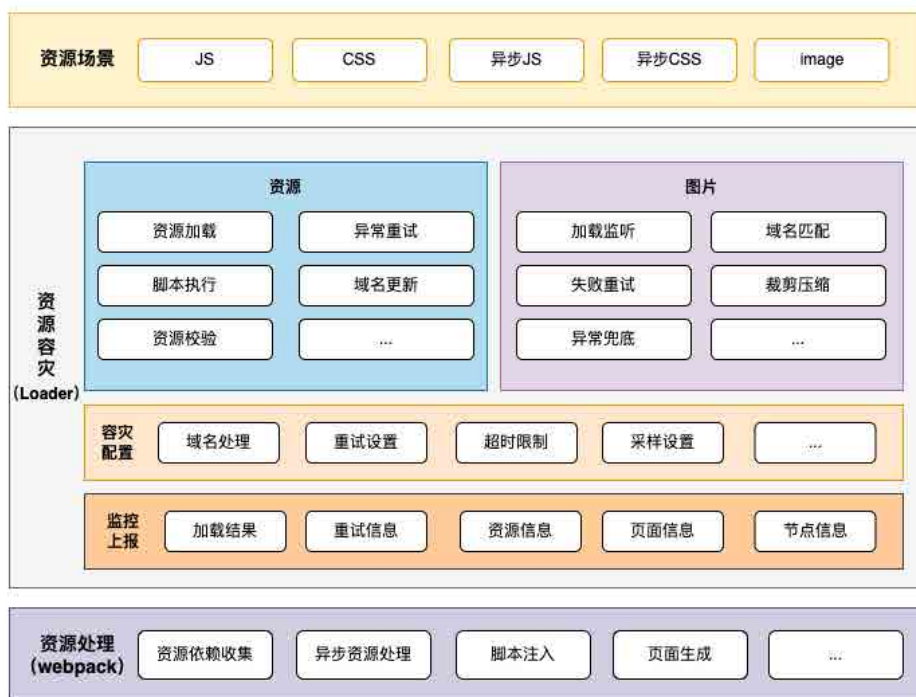 资源场景
JS
CSS
异步JS
异步CSS
image
资源容灾
(Loader)
资源
资源加载
异常重试
脚本执行
域名更新
资源校验
...
图片
加载监听
域名匹配
失败重试
裁剪压缩
异常兜底
...
容灾
配置
域名处理
重试设置
超时限制
采样设置
...
监控
上报
加载结果
重试信息
资源信息
页面信息
节点信息
资源处理
(webpack)
资源依赖收集
异步资源处理
脚本注入
页面生成
...